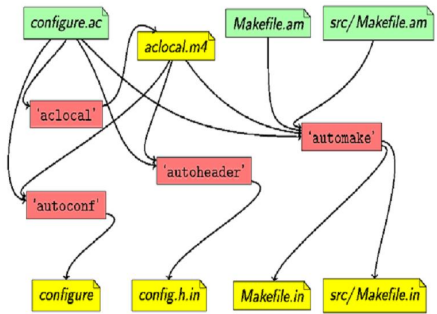 configure.ac
aclocal.m4
Makefile.am
src/Makefile.am
'aclocal'
'automake'
'autoheader'
'autoconf'
configure
config.h.in
Makefile.in
src/Makefile.in